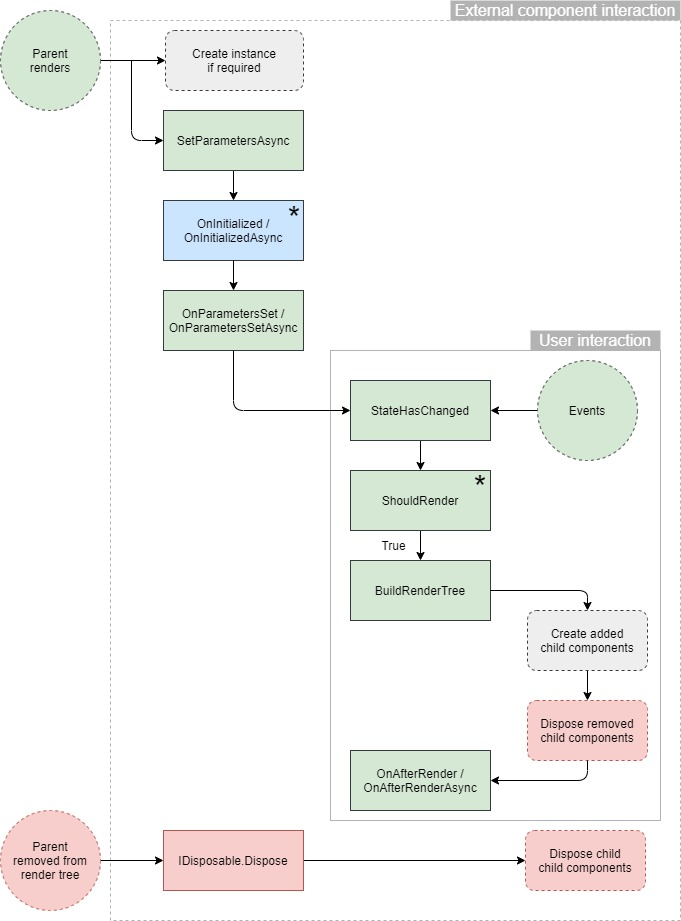 External component interaction
Parent
renders
Create instance
if required
SetParametersAsync
*
OnInitialized /
OnInitializedAsync
OnParametersSet /
OnParametersSetAsync
User interaction
StateHasChanged
Events
*
ShouldRender
True
BuildRenderTree
Create added
child components
Dispose removed
child components
OnAfterRender /
OnAfterRenderAsync
Parent
removed from
render tree
IDisposable.Dispose
Dispose child
child components